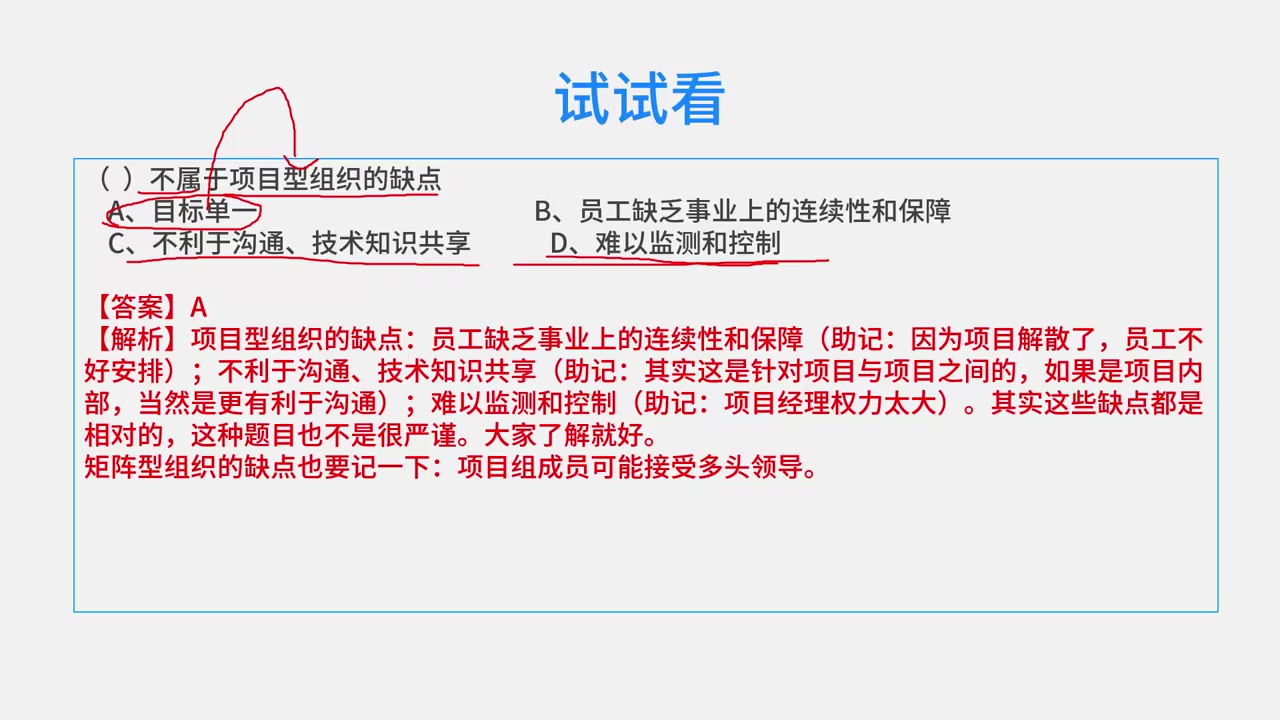 试试看
（ ）不属于项目型组织的缺点
A、目标单一 B、员工缺乏事业上的连续性和保障
C、不利于沟通、技术知识共享 D、难以监测和控制
【答案】A
【解析】项目型组织的缺点：员工缺乏事业上的连续性和保障（助记：因为项目解散了，员工不
好安排）；不利于沟通、技术知识共享（助记：其实这是针对项目与项目之间的，如果是项目内
部，当然是更有利于沟通）；难以监测和控制（助记：项目经理权力太大）。其实这些缺点都是
相对的，这种题目也不是很严谨。大家了解就好。
矩阵型组织的缺点也要记一下：项目组成员可能接受多头领导。